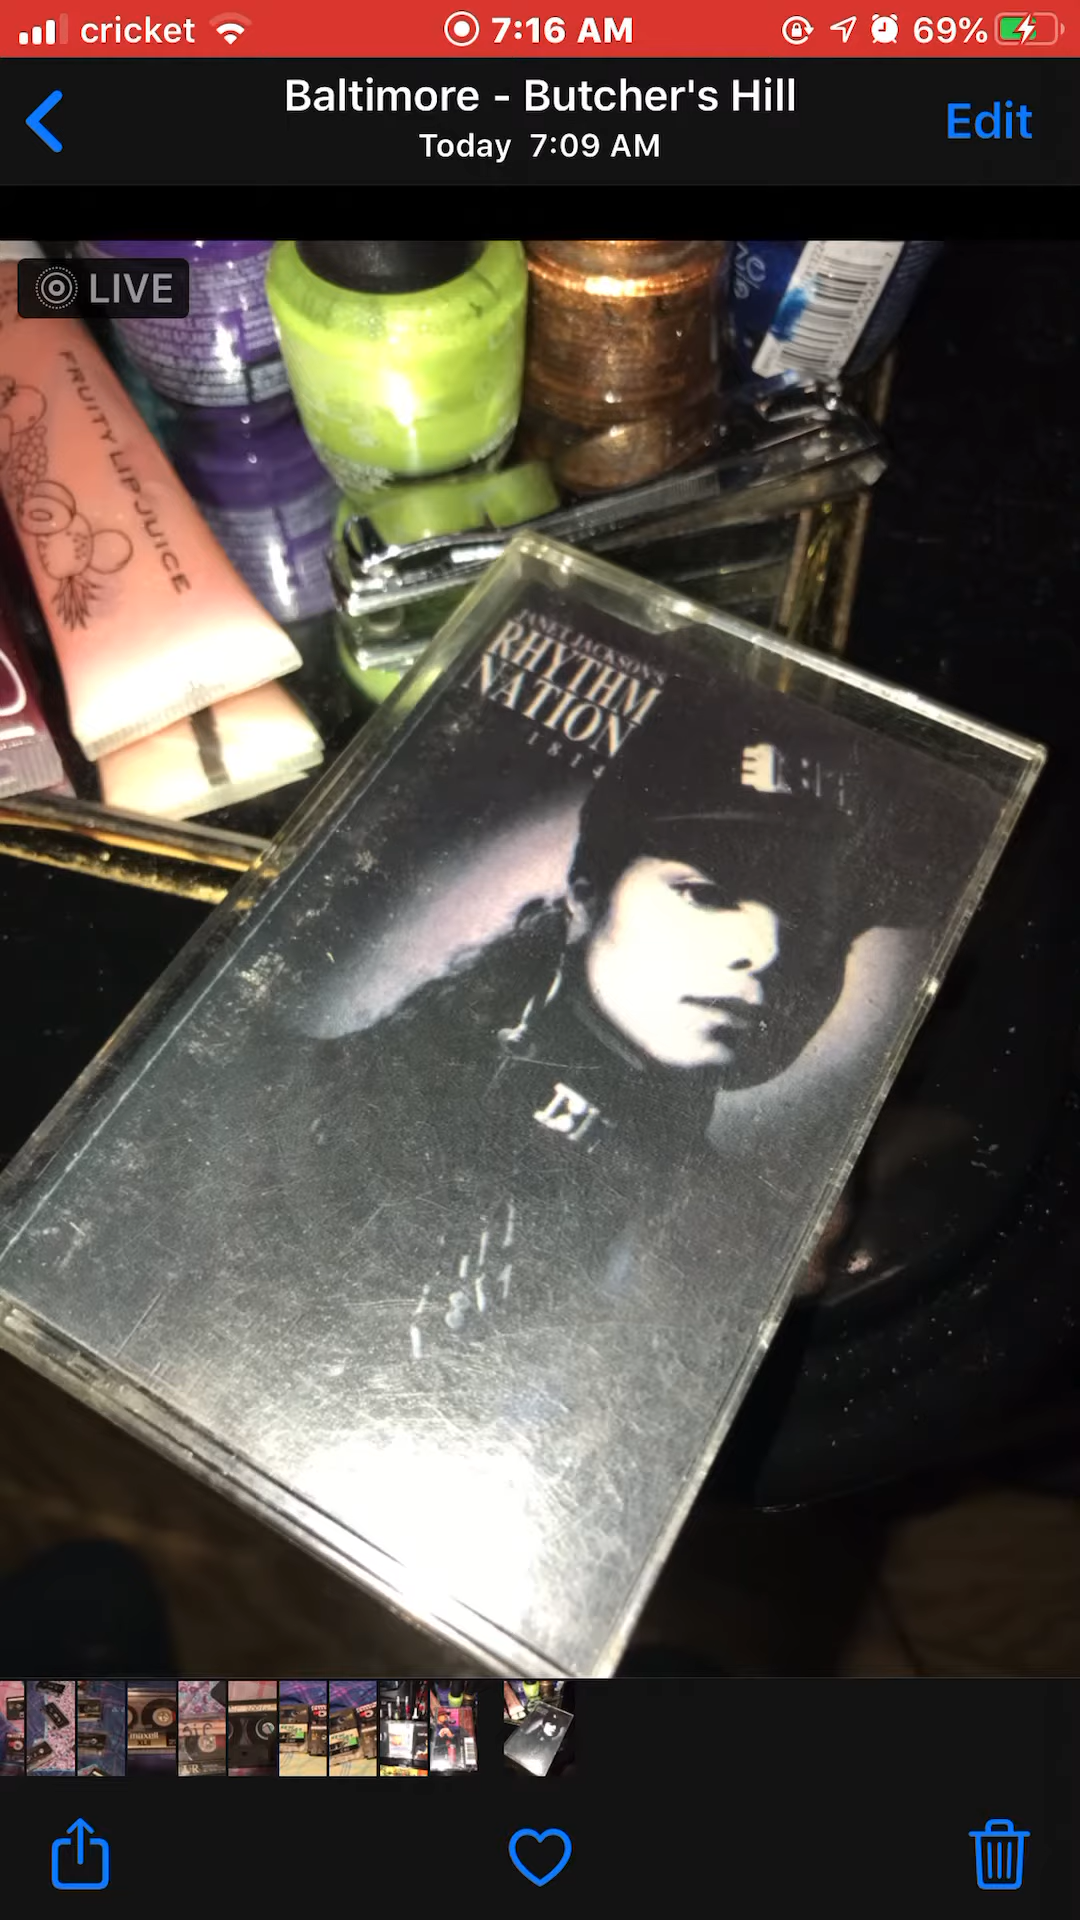 cricket
7:16 AM
69%
Baltimore - Butcher's Hill
Today 7:09 AM
Edit
LIVE
FRUITY LIP JUICE
JANET JACKSON'S
RHYTHM
NATION
1814
maxell